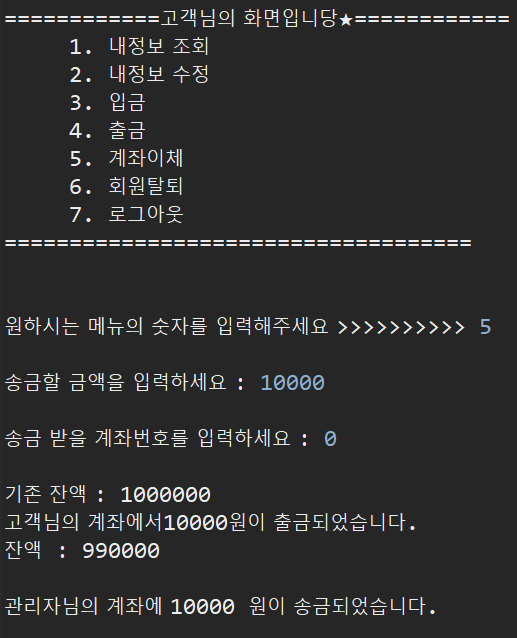 ============고객님의 화면입니당★============
1. 내정보 조회
2. 내정보 수정
3. 입금
4. 출금
5. 계좌이체
6. 회원탈퇴
7. 로그아웃
====================================
원하시는 메뉴의 숫자를 입력해주세요 >>>>>>>>>> 5
송금할 금액을 입력하세요 : 10000
송금 받을 계좌번호를 입력하세요 : 0
기존 잔액 : 1000000
고객님의 계좌에서10000원이 출금되었습니다.
잔액 : 990000
관리자님의 계좌에 10000 원이 송금되었습니다.